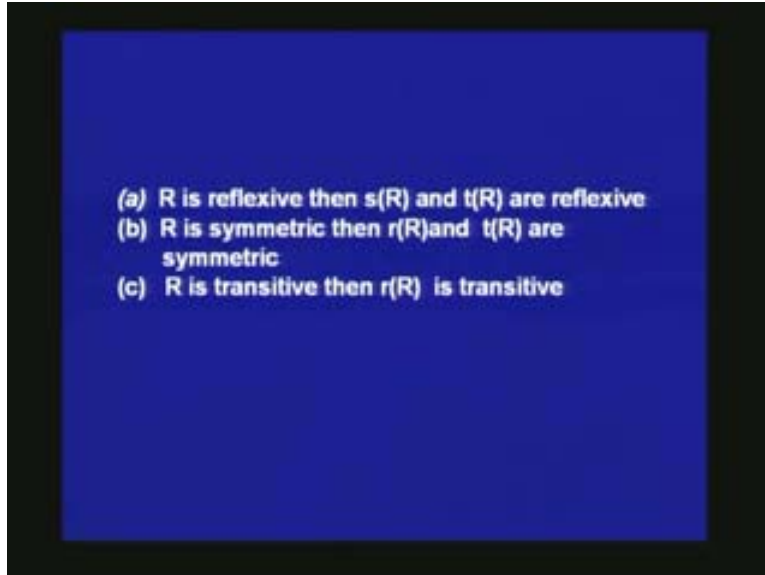 (a) R is reflexive then s(R) and t(R) are reflexive
(b) R is symmetric then r(R)and t(R) are
symmetric
(c) R is transitive then r(R) is transitive